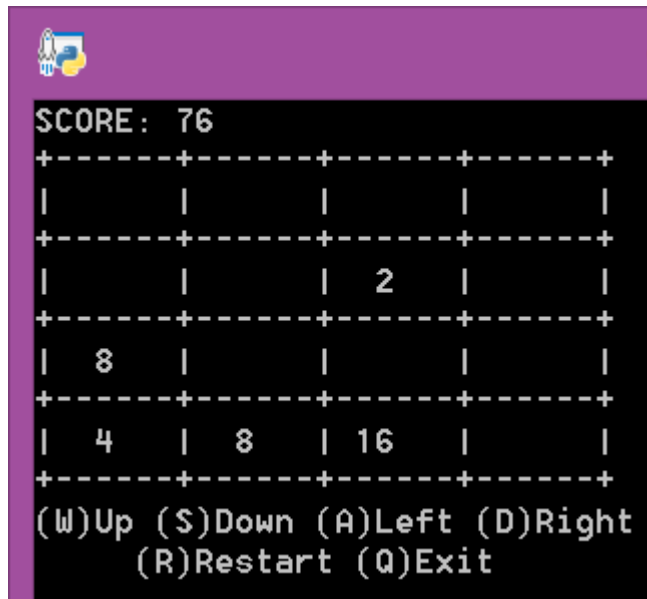 SCORE: 76
+------+------+------+------+
|      |      |      |      |
+------+------+------+------+
|      |      |  2   |      |
+------+------+------+------+
|  8   |      |      |      |
+------+------+------+------+
|  4   |  8   | 16   |      |
+------+------+------+------+
(W)Up (S)Down (A)Left (D)Right
(R)Restart (Q)Exit